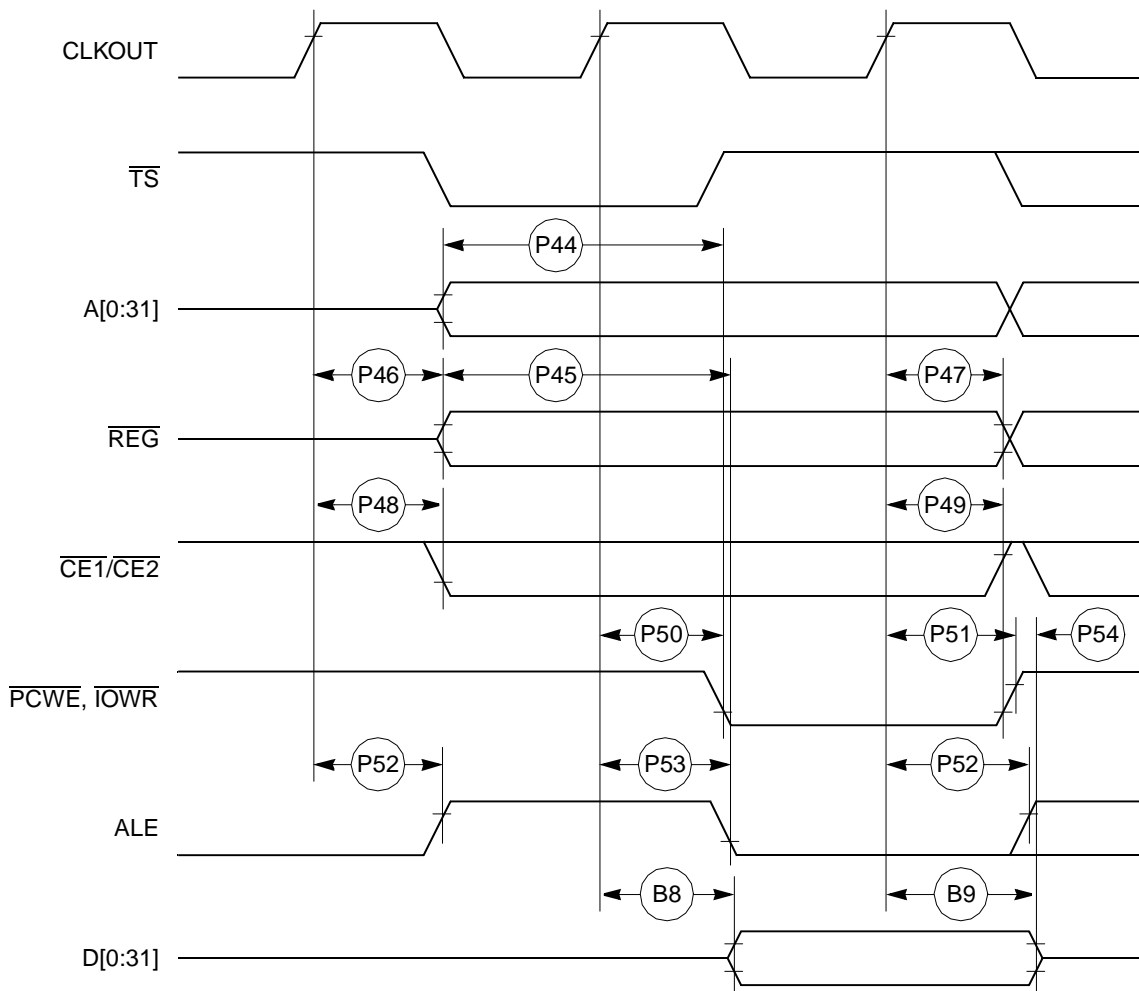 CLKOUT
TS
P44
A[0:31]
P46 P45 P47
REG
P48 P49
CE1/CE2
P50 P51 P54
PCWE, IOWR
P52 P53 P52
ALE
B8 B9
D[0:31]